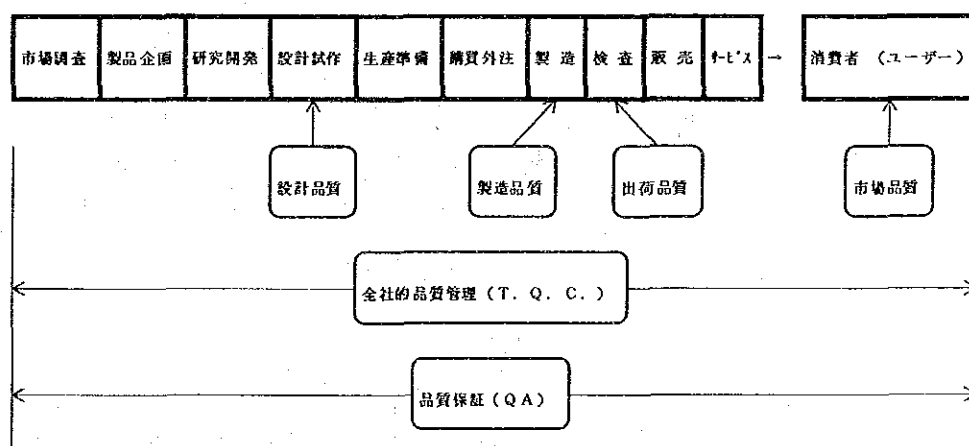 市場調査 製品企画 研究開発 設計試作 生産準備 購買外注 製造 検査 販売 サービス → 消費者（ユーザー）
設計品質 製造品質 出荷品質 市場品質
全社的品質管理（T．Q．C．）
品質保証（QA）